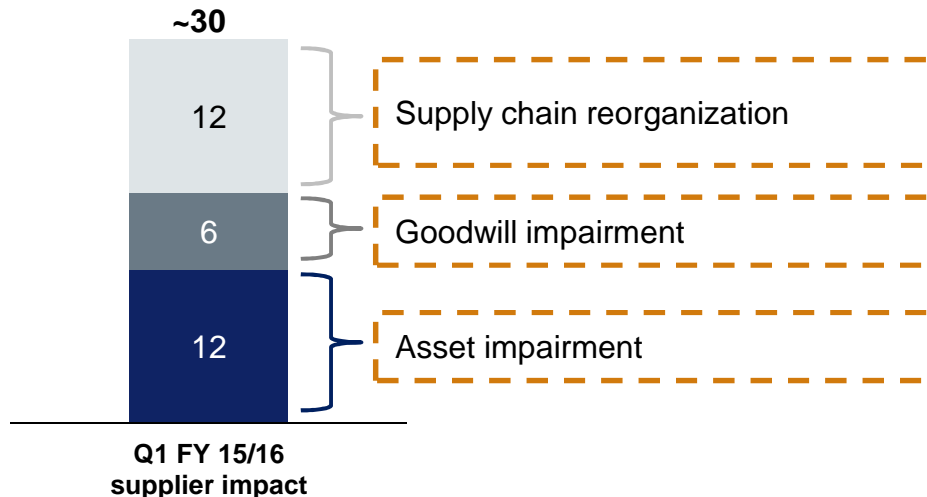 ~30
12
Supply chain reorganization
6
Goodwill impairment
12
Asset impairment
Q1 FY 15/16
supplier impact